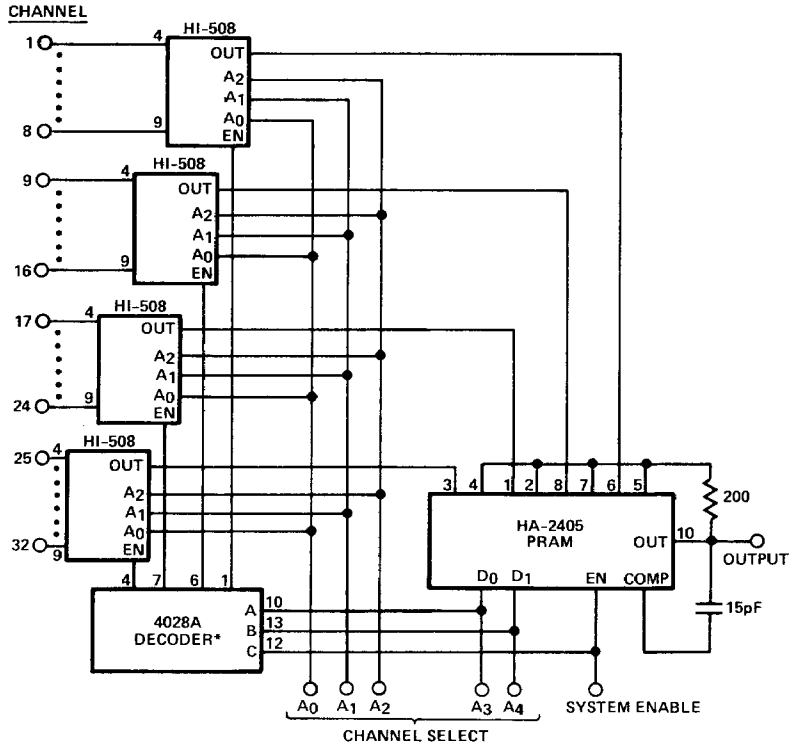 CHANNEL
HI-508
1 4 OUT
A2
A1
A0
8 9 EN
HI-508
9 4 OUT
A2
A1
A0
16 9 EN
HI-508
17 4 OUT
A2
A1
A0
24 9 EN
HI-508
25 4 OUT
A2
A1
A0
32 9 EN
3 4 1 2 8 7 6 5
200
HA-2405
PRAM
OUT 10
OUTPUT
D0 D1 EN COMP
15pF
4 7 6 1
4028A
DECODER*
A 10
B 13
C 12
A0 A1 A2 A3 A4 SYSTEM ENABLE
CHANNEL SELECT